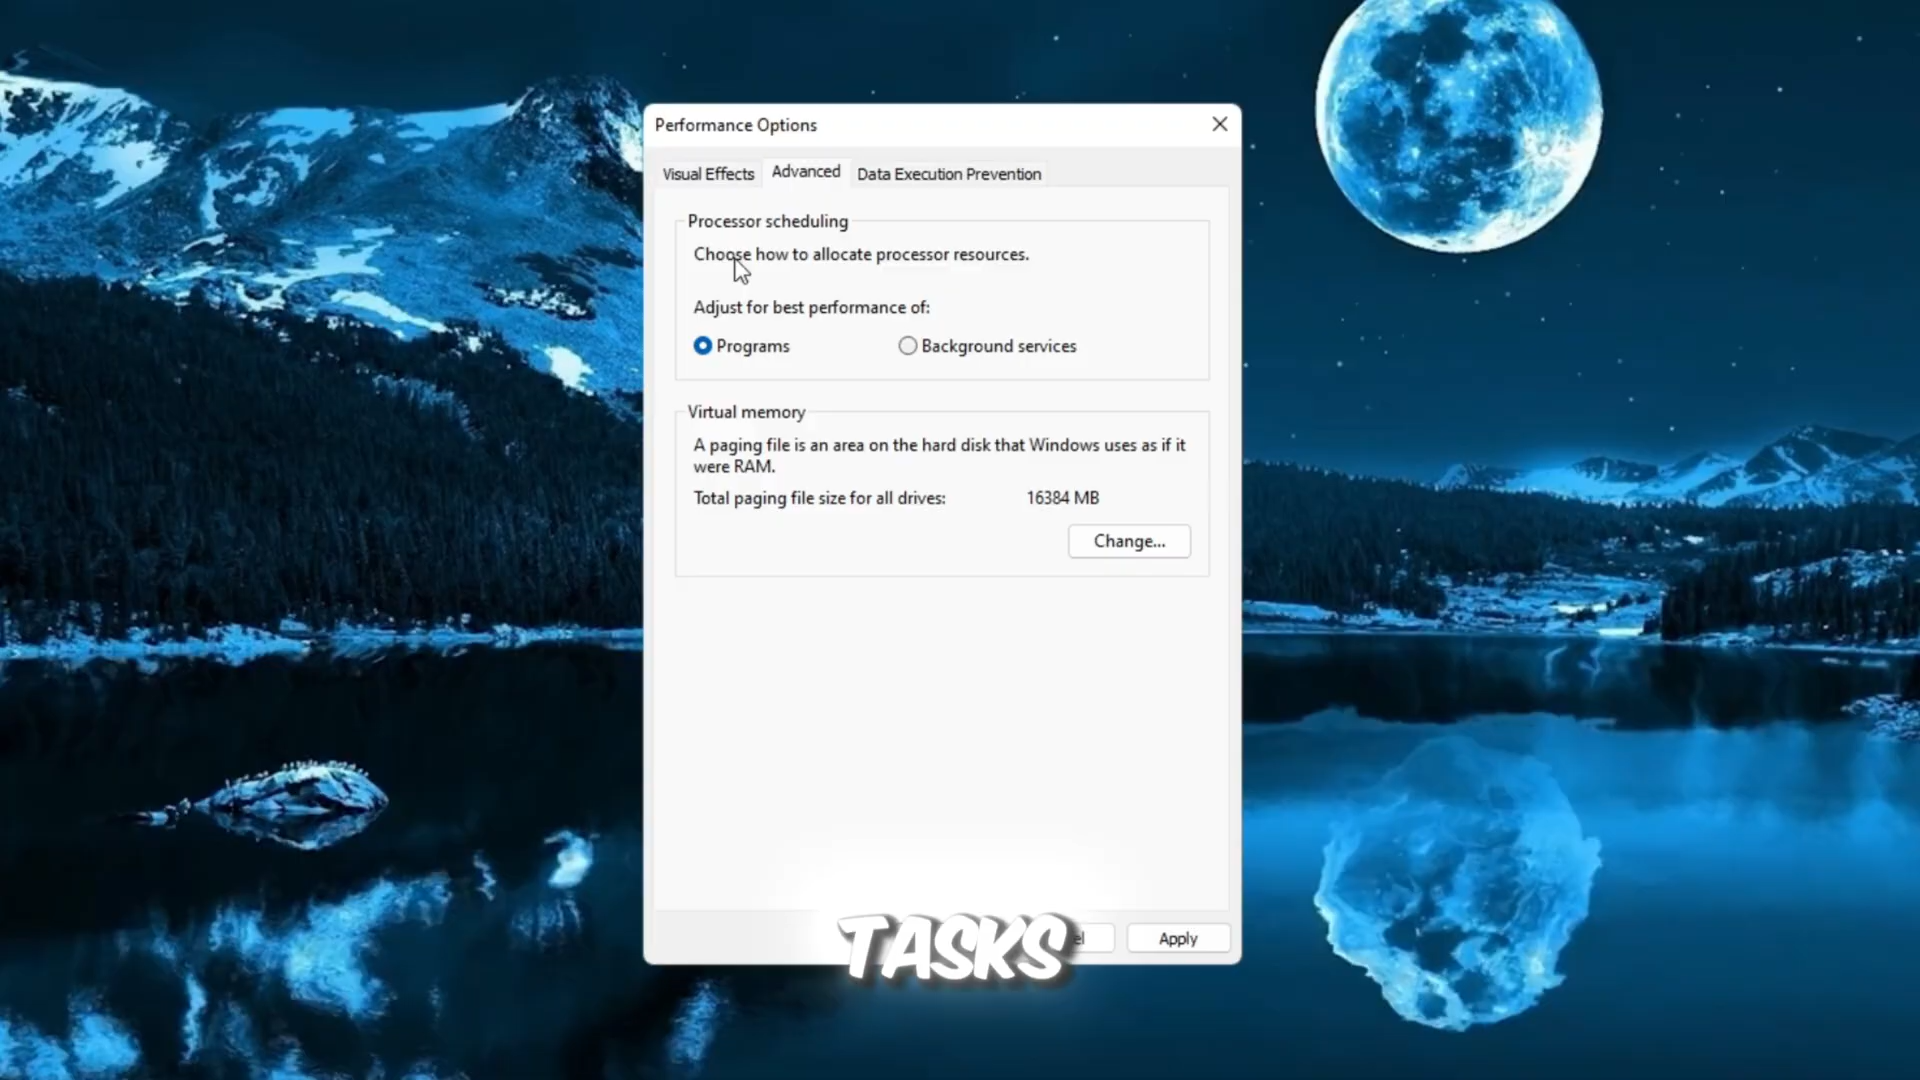 Performance Options
Visual Effects
Advanced
Data Execution Prevention
Processor scheduling
Choose how to allocate processor resources.
Adjust for best performance of:
Programs
Background services
Virtual memory
A paging file is an area on the hard disk that Windows uses as if it
were RAM.
Total paging file size for all drives: 16384 MB
Change...
TASKS
Apply